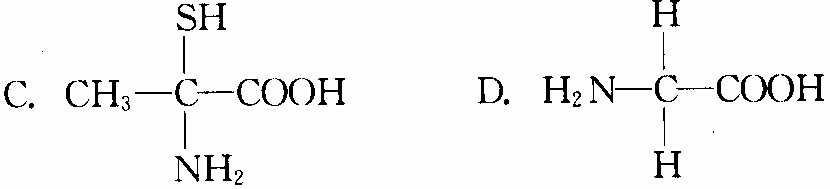 SH H
C. CH₃—C—COOH D. H₂N—C—COOH
NH₂ H